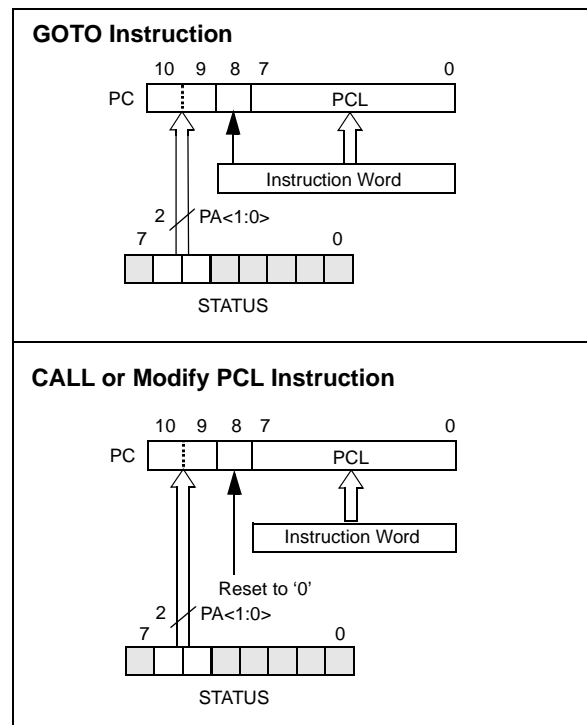 GOTO Instruction
10 9 8 7 0
PC PCL
Instruction Word
2 PA<1:0>
7 0
STATUS
CALL or Modify PCL Instruction
10 9 8 7 0
PC PCL
Instruction Word
Reset to ‘0’
2 PA<1:0>
7 0
STATUS